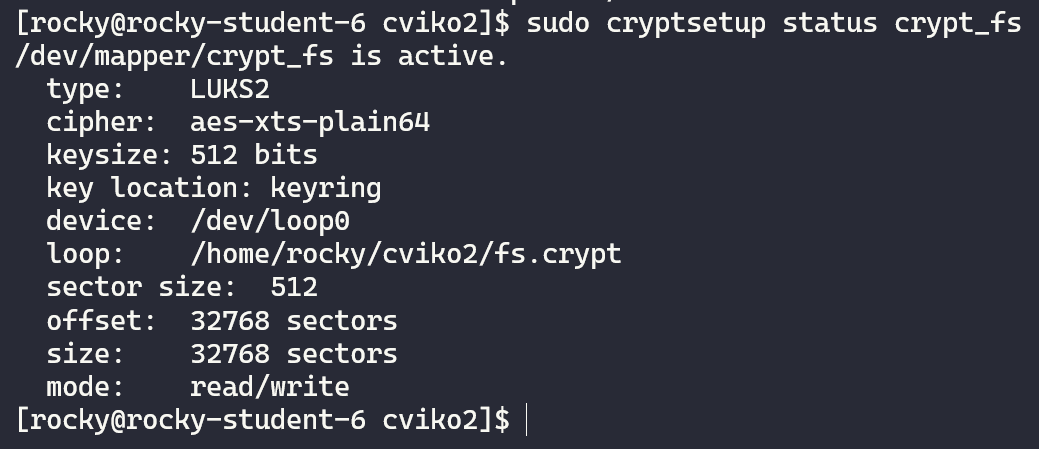 [rocky@rocky-student-6 cviko2]$ sudo cryptsetup status crypt_fs
/dev/mapper/crypt_fs is active.
  type:    LUKS2
  cipher:  aes-xts-plain64
  keysize: 512 bits
  key location: keyring
  device:  /dev/loop0
  loop:    /home/rocky/cviko2/fs.crypt
  sector size:  512
  offset:  32768 sectors
  size:    32768 sectors
  mode:    read/write
[rocky@rocky-student-6 cviko2]$